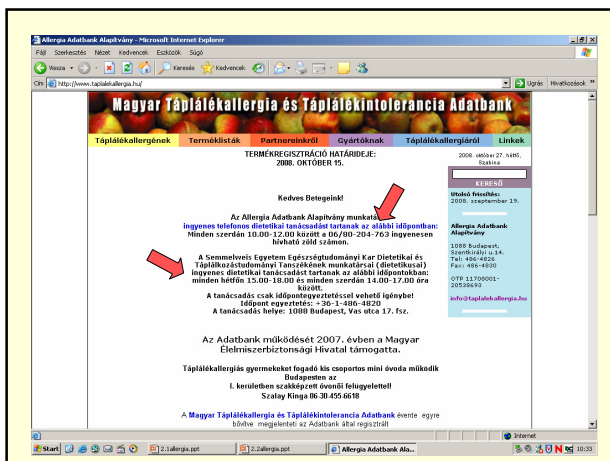 Allergia Adatbank Alapítvány - Microsoft Internet Explorer
Fájl Szerkesztés Nézet Kedvencek Eszközök Súgó
Vissza Keresés Kedvencek
Cím http://www.taplalekallergia.hu/ Ugrás Hivatkozások »
Magyar Táplálékallergia és Táplálékintolerancia Adatbank
Táplálékallergének Terméklisták Partnereinkről Gyártóknak Táplálékallergiáról Linkek
TERMÉKREGISZTRÁCIÓ HATÁRIDEJE:
2008. OKTÓBER 15.
Kedves Betegeink!
Az Allergia Adatbank Alapítvány
ingyenes telefonos dietetikai tanácsadást tartanak az alábbi időpontban:
Minden szerdán 10.00-12.00 között a 06/80-204-763 ingyenesen
hívható zöld számon.
A Semmelweis Egyetem Egészségtudományi Kar Dietetikai és
Táplálkozástudományi Tanszékének munkatársai (dietetikusai)
ingyenes dietetikai tanácsadást tartanak az alábbi időpontokban:
minden hétfőn 15.00-18.00 és minden szerdán 14.00-17.00 óra
között.
A tanácsadás csak időpontegyeztetéssel vehető igénybe!
Időpont egyeztetés: +36-1-486-4820
A tanácsadás helye: 1088 Budapest, Vas utca 17. fsz.
Az Adatbank működését 2007. évben a Magyar
Élelmiszerbiztonsági Hivatal támogatta.
Táplálékallergiás gyermekeket fogadó kis csoportos mini óvoda működik
Budapesten az
I. kerületben szakképzett óvónői felügyelettel!
Szalay Kinga 06-30-455-6618
A Magyar Táplálékallergia és Táplálékintolerancia Adatbank évente egyre
bővítve megjelenteti az Adatbank által regisztrált
2008. október 27. hétfő,
Szabina
KERESŐ
Utolsó frissítés:
2008. szeptember 19.
Allergia Adatbank
Alapítvány
1088 Budapest,
Szentkirályi u.14.
Tel: 486-4826
Fax: 486-4830
OTP 11708001-
20538693
info@taplalekallergia.hu
Internet
Start 2.1allergia.ppt 2.2allergia.ppt Allergia Adatbank Ala... 10:33